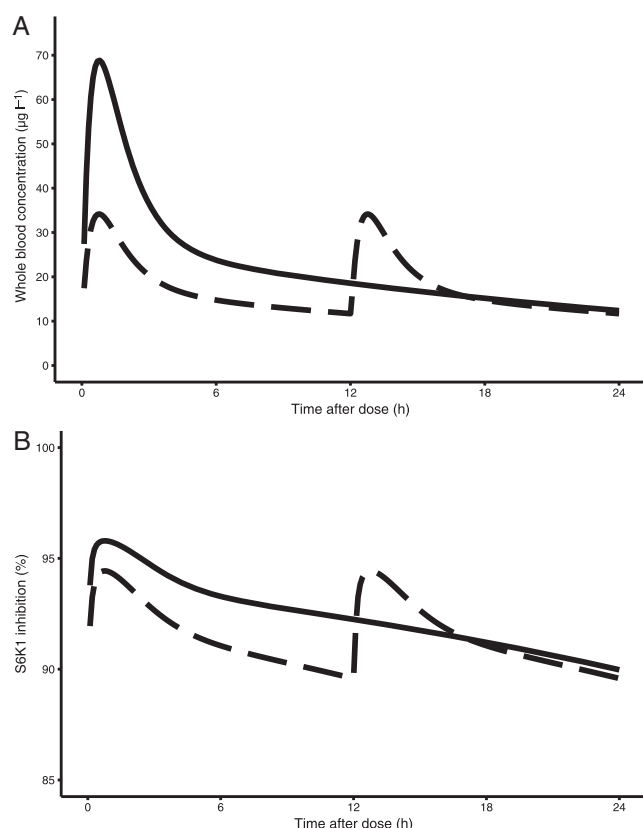 A
Whole blood concentration (µg l⁻¹)
70
60
50
40
30
20
10
0
0 6 12 18 24
Time after dose (h)
B
S6K1 inhibition (%)
100
95
90
85
0 6 12 18 24
Time after dose (h)